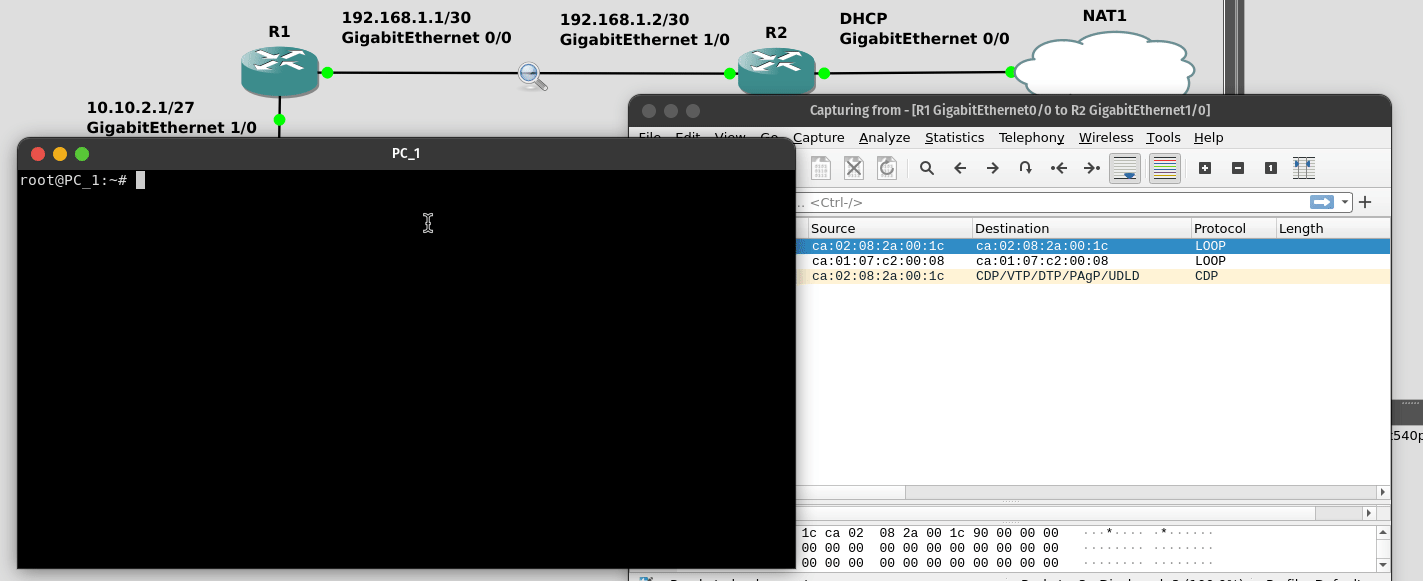 R1
192.168.1.1/30
GigabitEthernet 0/0
192.168.1.2/30
GigabitEthernet 1/0
R2
DHCP
GigabitEthernet 0/0
NAT1
10.10.2.1/27
GigabitEthernet 1/0
Capturing from - [R1 GigabitEthernet0/0 to R2 GigabitEthernet1/0]
File Edit View Go Capture Analyze Statistics Telephony Wireless Tools Help
PC_1
root@PC_1:~#
1
… <Ctrl-/>
Source Destination Protocol Length
ca:02:08:2a:00:1c ca:02:08:2a:00:1c LOOP
ca:01:07:c2:00:08 ca:01:07:c2:00:08 LOOP
ca:02:08:2a:00:1c CDP/VTP/DTP/PAgP/UDLD CDP
:540p
1c ca 02 08 2a 00 1c 90 00 00 00 ···*···· ·*······
00 00 00 00 00 00 00 00 00 00 00 ········ ········
00 00 00 00 00 00 00 00 00 00 00 ········ ········